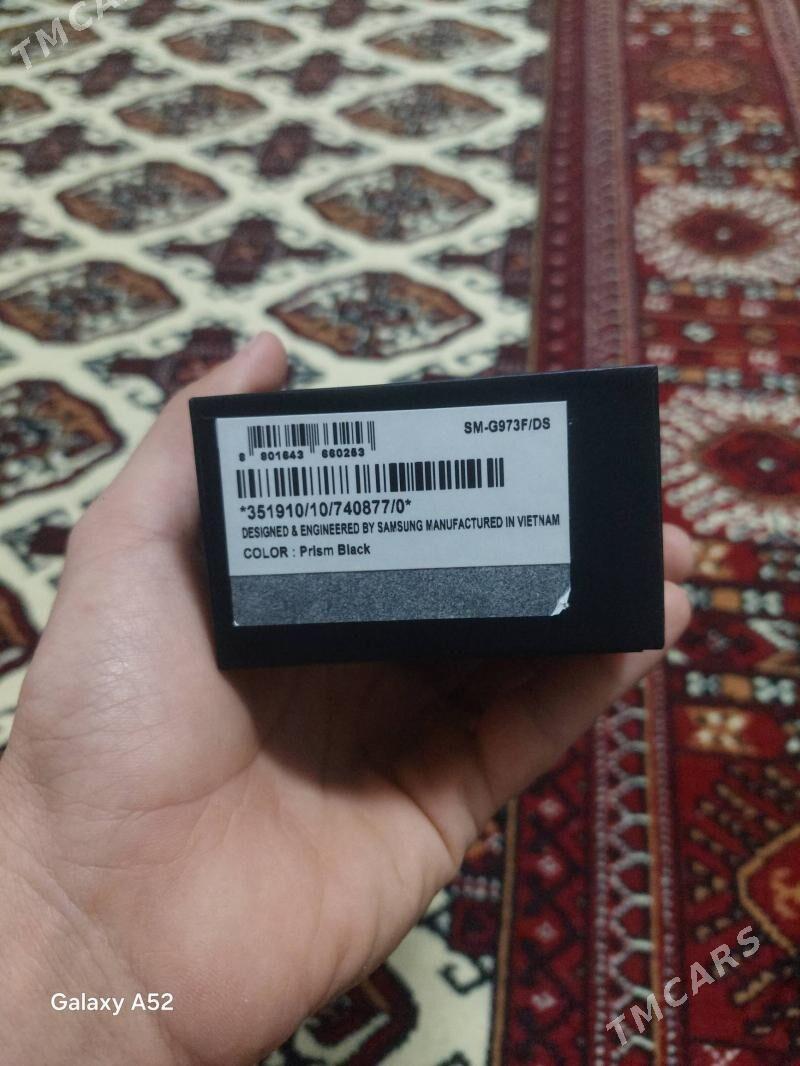 TMCARS
SM-G973F/DS
8 801643 660253
*351910/10/740877/0*
DESIGNED & ENGINEERED BY SAMSUNG MANUFACTURED IN VIETNAM
COLOR : Prism Black
Galaxy A52
TMCARS